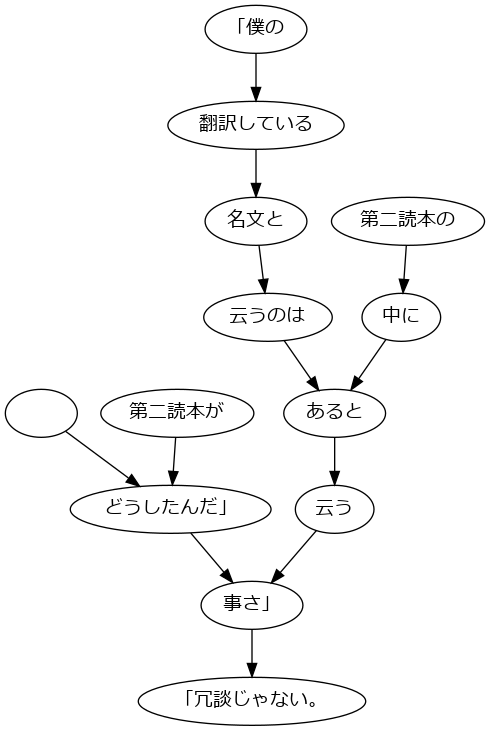 「僕の
翻訳している
名文と
第二読本の
云うのは
中に
第二読本が
あると
どうしたんだ」
云う
事さ」
「冗談じゃない。